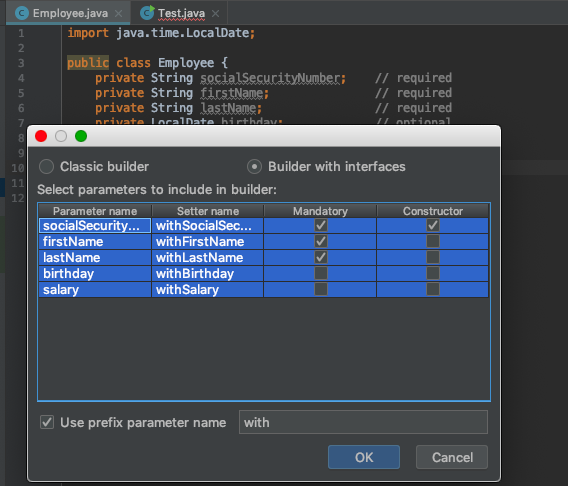 Employee.java
Test.java
1 import java.time.LocalDate;
2
3 public class Employee {
4 private String socialSecurityNumber; // required
5 private String firstName; // required
6 private String lastName; // required
7 private LocalDate birthday; // optional
8
9
10
11
12
Classic builder
Builder with interfaces
Select parameters to include in builder:
Parameter name Setter name Mandatory Constructor
socialSecurity... withSocialSec...
firstName withFirstName
lastName withLastName
birthday withBirthday
salary withSalary
Use prefix parameter name with
OK Cancel